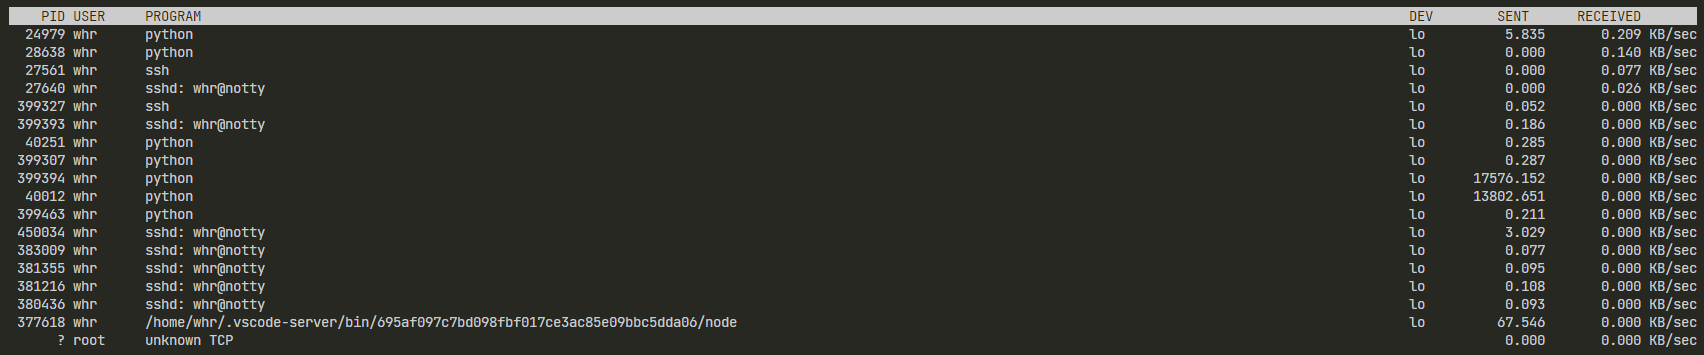 PID USER PROGRAM DEV SENT RECEIVED
24979 whr python lo 5.835 0.209 KB/sec
28638 whr python lo 0.000 0.140 KB/sec
27561 whr ssh lo 0.000 0.077 KB/sec
27640 whr sshd: whr@notty lo 0.000 0.026 KB/sec
399327 whr ssh lo 0.052 0.000 KB/sec
399393 whr sshd: whr@notty lo 0.186 0.000 KB/sec
40251 whr python lo 0.285 0.000 KB/sec
399307 whr python lo 0.287 0.000 KB/sec
399394 whr python lo 17576.152 0.000 KB/sec
40012 whr python lo 13802.651 0.000 KB/sec
399463 whr python lo 0.211 0.000 KB/sec
450034 whr sshd: whr@notty lo 3.029 0.000 KB/sec
383009 whr sshd: whr@notty lo 0.077 0.000 KB/sec
381355 whr sshd: whr@notty lo 0.095 0.000 KB/sec
381216 whr sshd: whr@notty lo 0.108 0.000 KB/sec
380436 whr sshd: whr@notty lo 0.093 0.000 KB/sec
377618 whr /home/whr/.vscode-server/bin/695af097c7bd098fbf017ce3ac85e09bbc5dda06/node lo 67.546 0.000 KB/sec
? root unknown TCP 0.000 0.000 KB/sec